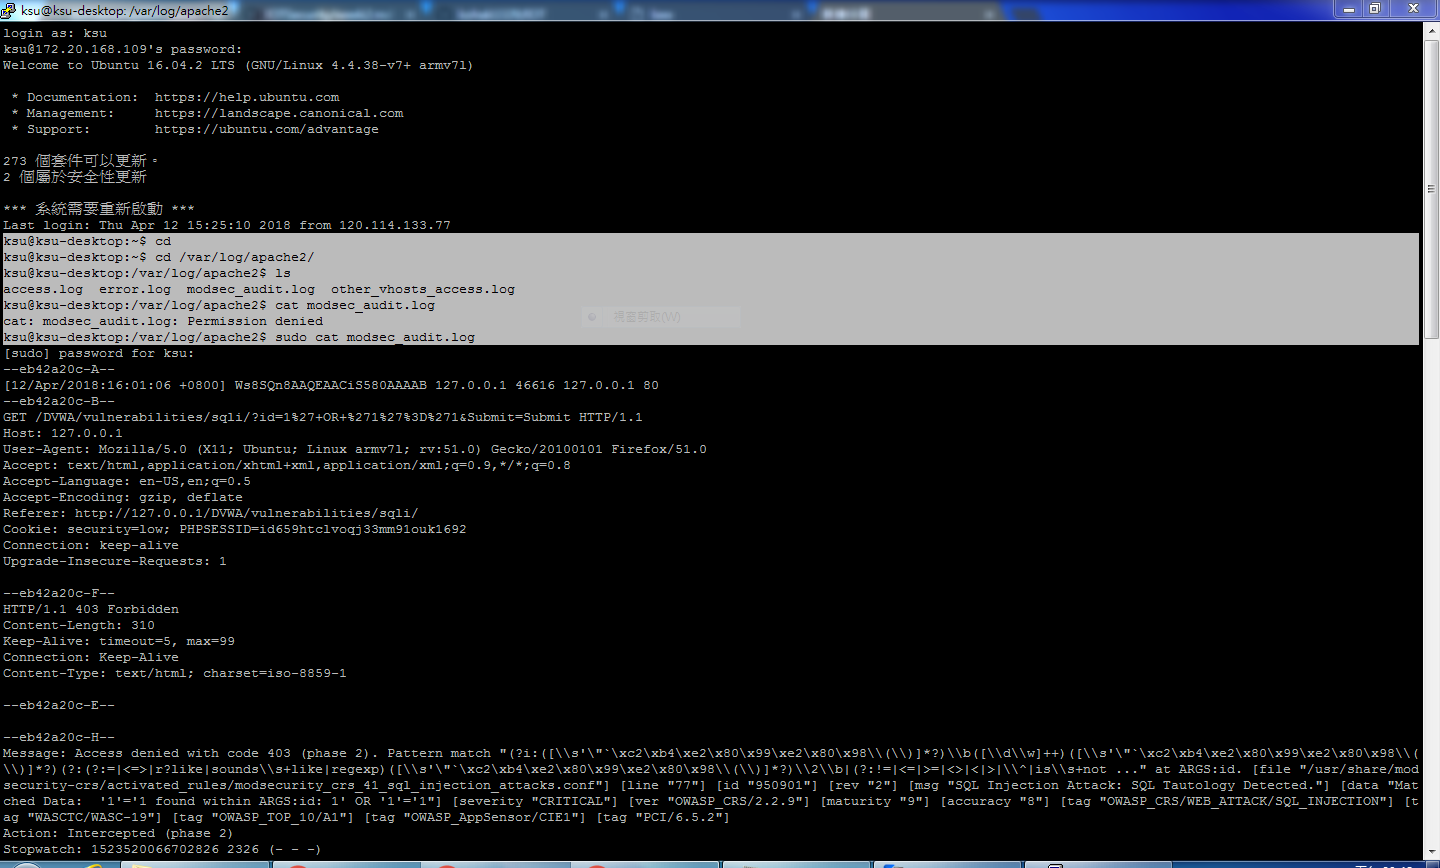 ksu@ksu-desktop: /var/log/apache2
login as: ksu
ksu@172.20.168.109's password:
Welcome to Ubuntu 16.04.2 LTS (GNU/Linux 4.4.38-v7+ armv7l)
* Documentation:  https://help.ubuntu.com
* Management:     https://landscape.canonical.com
* Support:        https://ubuntu.com/advantage
273 個套件可以更新。
2 個屬於安全性更新
*** 系統需要重新啟動 ***
Last login: Thu Apr 12 15:25:10 2018 from 120.114.133.77
ksu@ksu-desktop:~$ cd
ksu@ksu-desktop:~$ cd /var/log/apache2/
ksu@ksu-desktop:/var/log/apache2$ ls
access.log  error.log  modsec_audit.log  other_vhosts_access.log
ksu@ksu-desktop:/var/log/apache2$ cat modsec_audit.log
視窗剪取(W)
cat: modsec_audit.log: Permission denied
ksu@ksu-desktop:/var/log/apache2$ sudo cat modsec_audit.log
[sudo] password for ksu:
--eb42a20c-A--
[12/Apr/2018:16:01:06 +0800] Ws8SQn8AAQEAACiS580AAAAB 127.0.0.1 46616 127.0.0.1 80
--eb42a20c-B--
GET /DVWA/vulnerabilities/sqli/?id=1%27+OR+%271%27%3D%271&Submit=Submit HTTP/1.1
Host: 127.0.0.1
User-Agent: Mozilla/5.0 (X11; Ubuntu; Linux armv7l; rv:51.0) Gecko/20100101 Firefox/51.0
Accept: text/html,application/xhtml+xml,application/xml;q=0.9,*/*;q=0.8
Accept-Language: en-US,en;q=0.5
Accept-Encoding: gzip, deflate
Referer: http://127.0.0.1/DVWA/vulnerabilities/sqli/
Cookie: security=low; PHPSESSID=id659htclvoqj33mm91ouk1692
Connection: keep-alive
Upgrade-Insecure-Requests: 1
--eb42a20c-F--
HTTP/1.1 403 Forbidden
Content-Length: 310
Keep-Alive: timeout=5, max=99
Connection: Keep-Alive
Content-Type: text/html; charset=iso-8859-1
--eb42a20c-E--
--eb42a20c-H--
Message: Access denied with code 403 (phase 2). Pattern match "(?i:([\\s'\"`\xc2\xb4\xe2\x80\x99\xe2\x80\x98\\(\\)]*?)\\b([\\d\\w]++)([\\s'\"`\xc2\xb4\xe2\x80\x99\xe2\x80\x98\\(
\\)]*?)(?:(?:=|<=>|r?like|sounds\\s+like|regexp)([\\s'\"`\xc2\xb4\xe2\x80\x99\xe2\x80\x98\\(\\)]*?)\\2\\b|(?:!=|<=|>=|<>|<|>|\\^|is\\s+not ..." at ARGS:id. [file "/usr/share/mod
security-crs/activated_rules/modsecurity_crs_41_sql_injection_attacks.conf"] [line "77"] [id "950901"] [rev "2"] [msg "SQL Injection Attack: SQL Tautology Detected."] [data "Mat
ched Data:  '1'='1 found within ARGS:id: 1' OR '1'='1"] [severity "CRITICAL"] [ver "OWASP_CRS/2.2.9"] [maturity "9"] [accuracy "8"] [tag "OWASP_CRS/WEB_ATTACK/SQL_INJECTION"] [t
ag "WASCTC/WASC-19"] [tag "OWASP_TOP_10/A1"] [tag "OWASP_AppSensor/CIE1"] [tag "PCI/6.5.2"]
Action: Intercepted (phase 2)
Stopwatch: 1523520066702826 2326 (- - -)